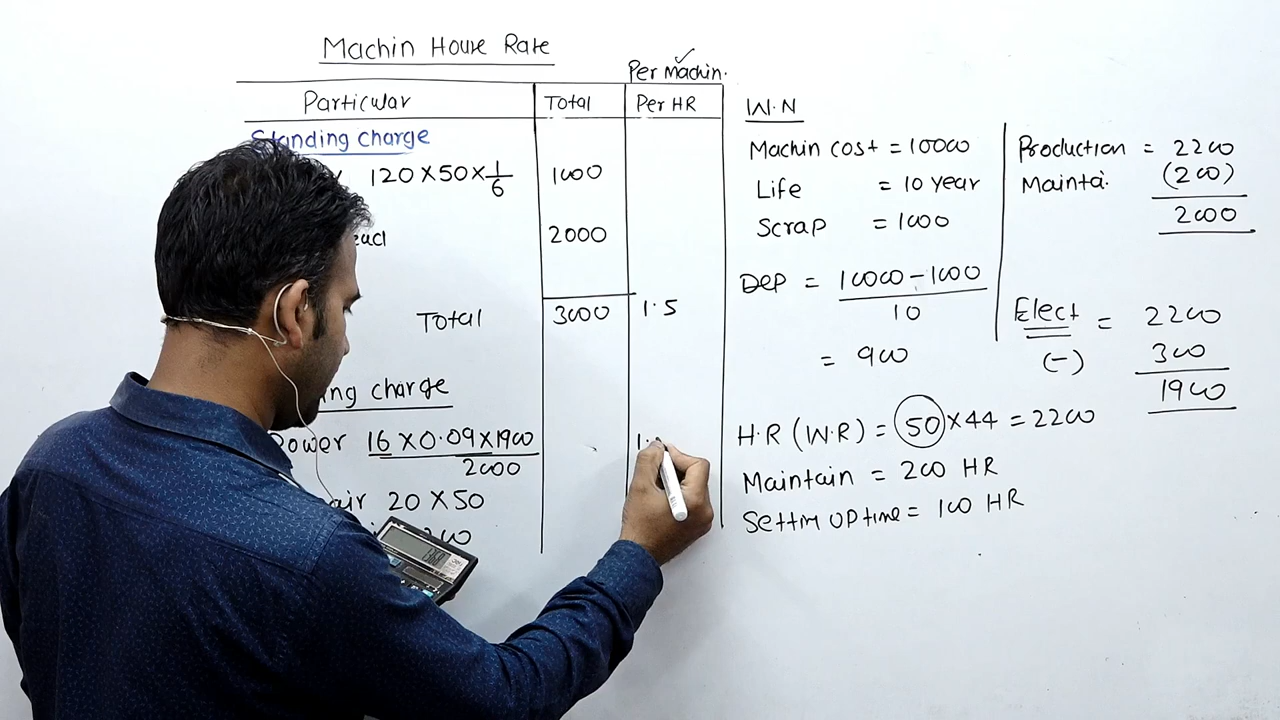 Machin Houre Rate
Per Machin.
Particular Total Per HR
Standing charge
120 X 50 X 1/6 1000
2000
Total 3000 1.5
charge
Power 16 X 0.09 X 1900 / 2000 1.
20 X 50
W.N
Machin cost = 10000
Life = 10 year
Scrap = 1000
Dep = 10000 - 1000 / 10
= 900
H.R (W.R) = 50 X 44 = 2200
Maintain = 200 HR
Settin UP time = 100 HR
Production = 2200
Mainta. (200)
2000
Elect = 2200
(-) 300
1900